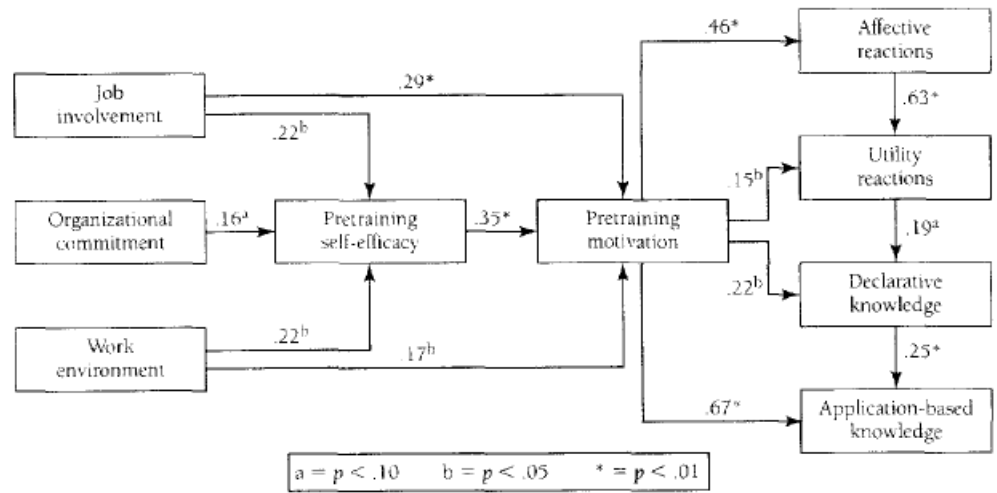 .46*
Affective
reactions
Job
involvement
.29*
.22ᵇ
.63*
Utility
reactions
.15ᵇ
Organizational
commitment
.16ᵃ
Pretraining
self-efficacy
.35*
Pretraining
motivation
.19ᵃ
.22ᵇ
Declarative
knowledge
Work
environment
.22ᵇ
.17ᵇ
.25*
.67*
Application-based
knowledge
a = p < .10 b = p < .05 * = p < .01